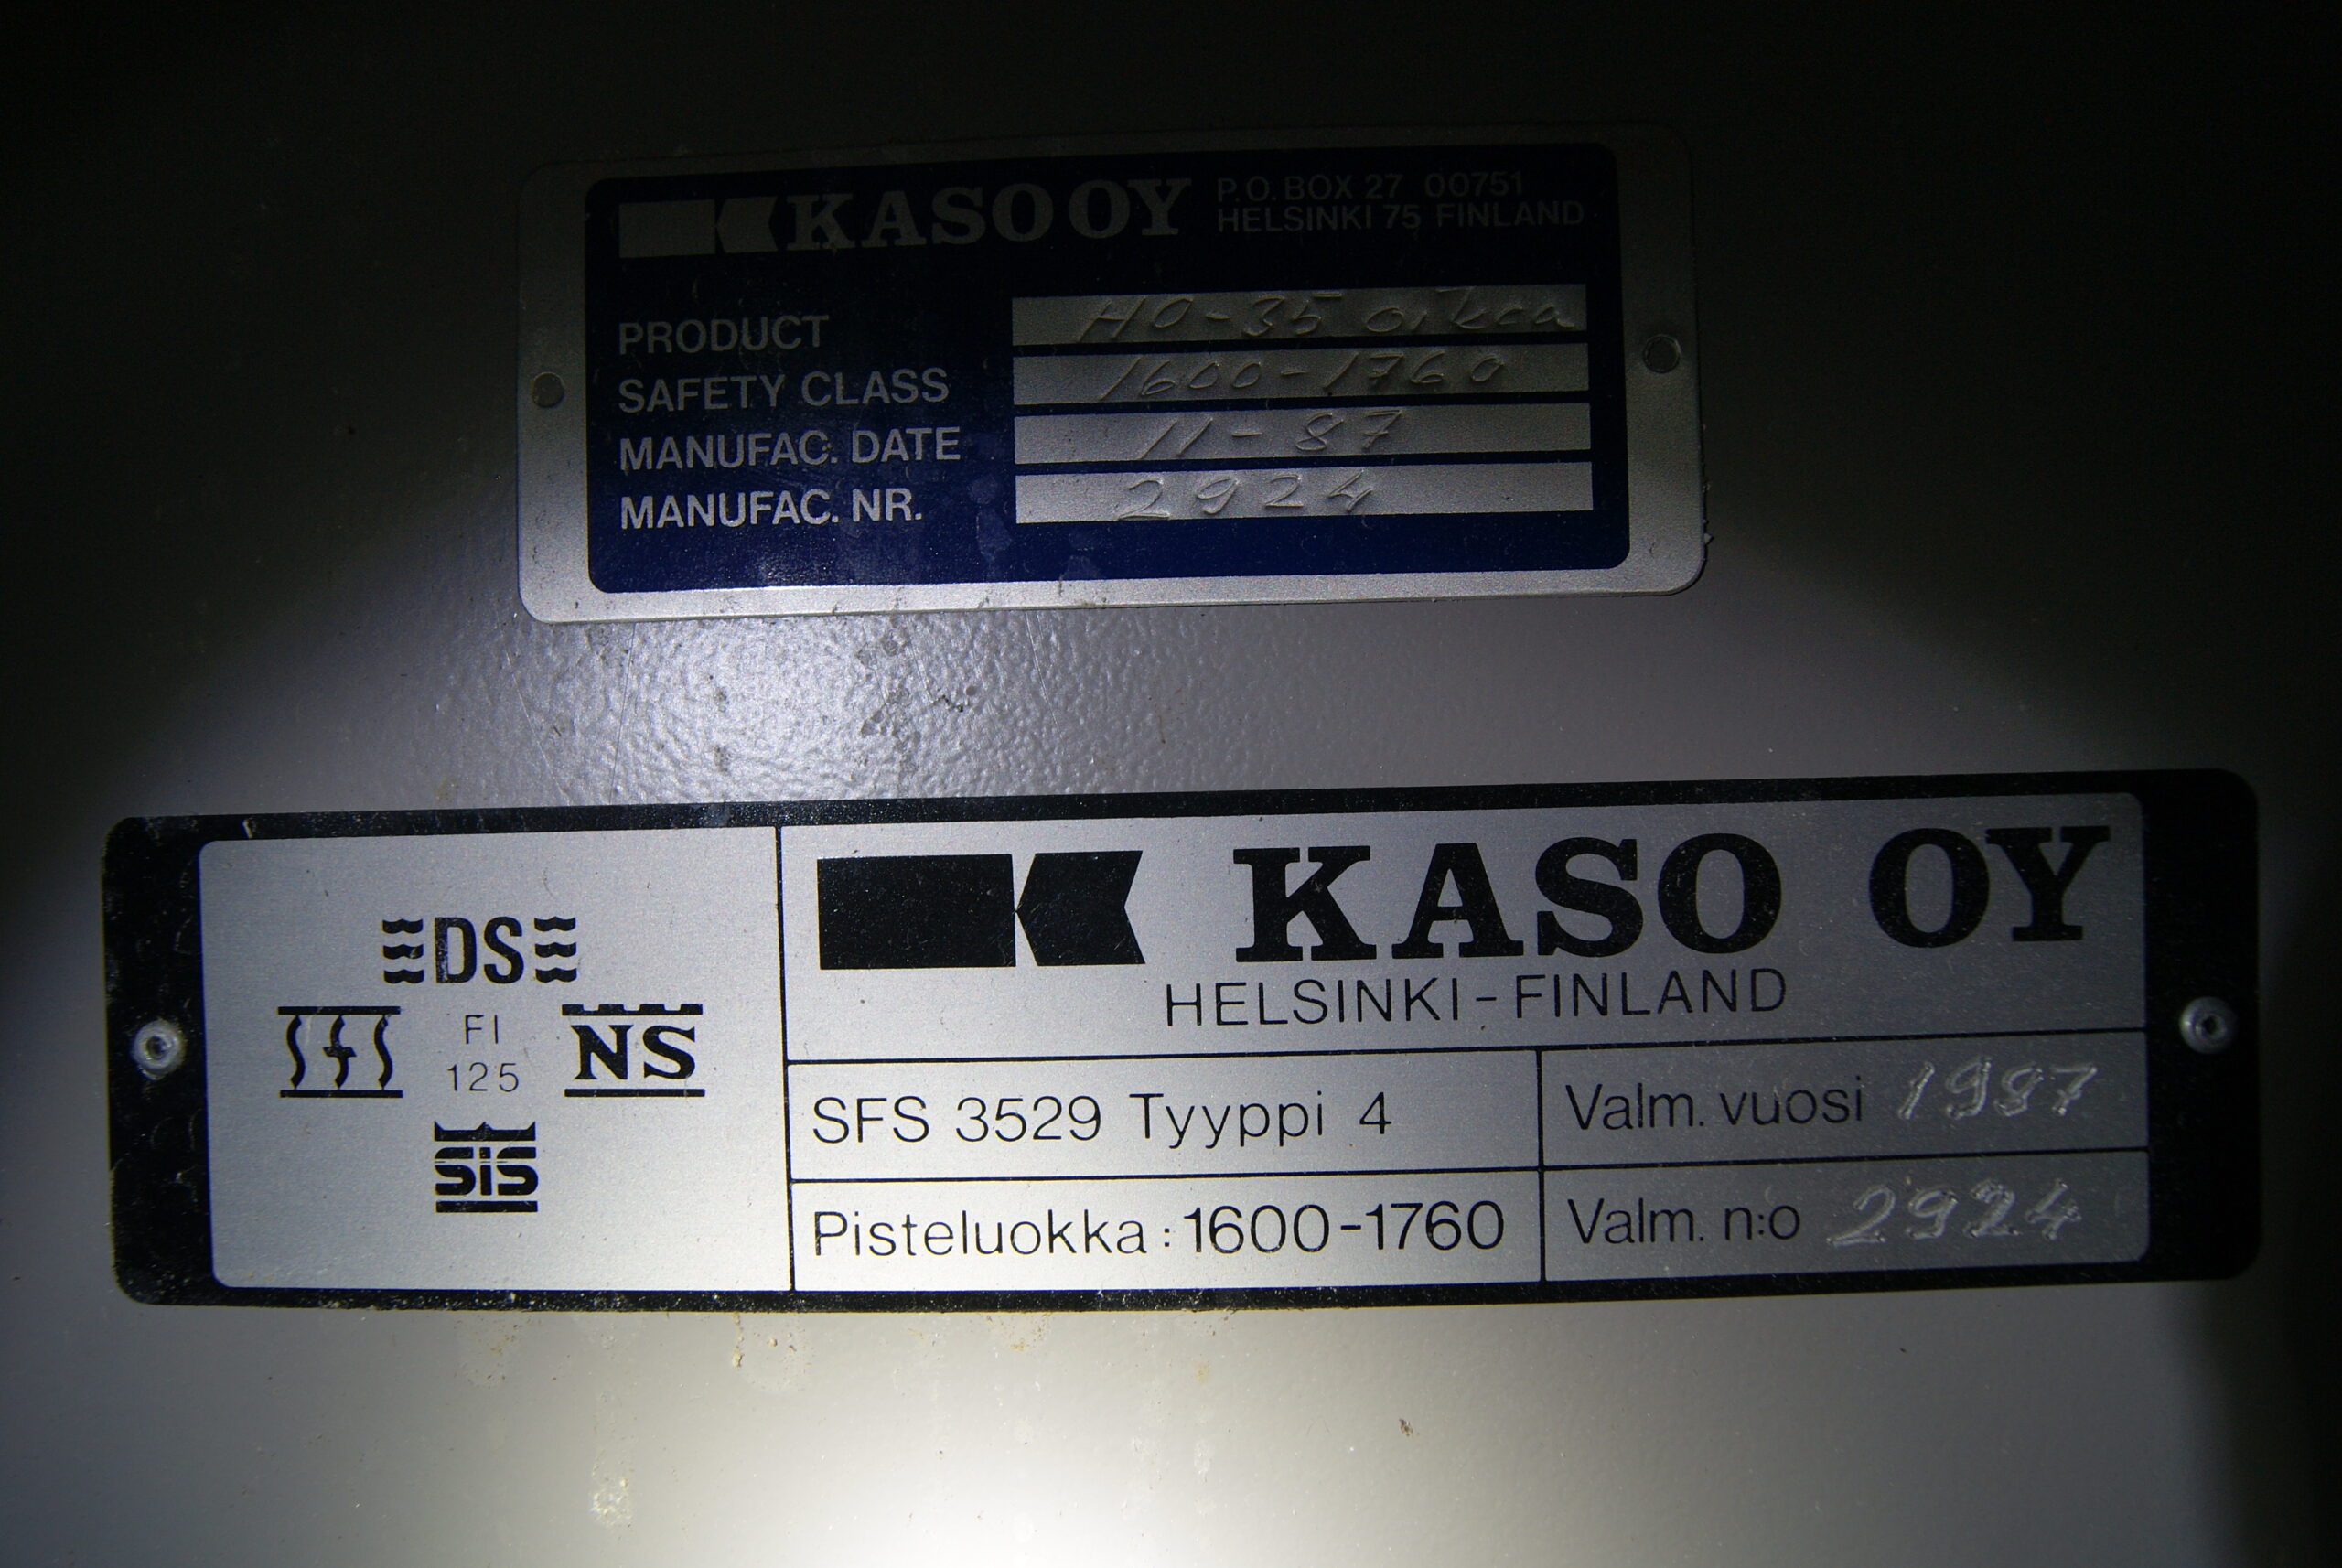 KASO OY P.O. BOX 27 00751
HELSINKI 75 FINLAND
PRODUCT HO-35 oikea
SAFETY CLASS 1600-1760
MANUFAC. DATE 11-87
MANUFAC. NR. 2924
DS
SFS FI 125 NS
SIS
KASO OY
HELSINKI-FINLAND
SFS 3529 Tyyppi 4 Valm. vuosi 1987
Pisteluokka: 1600-1760 Valm. n:o 2924